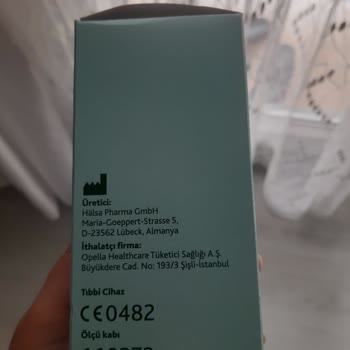 Üretici:
Hälsa Pharma GmbH
Maria-Goeppert-Strasse 5,
D-23562 Lübeck, Almanya
İthalatçı firma:
Opella Healthcare Tüketici Sağlığı A.Ş.
Büyükdere Cad. No: 193/3 Şişli-İstanbul
Tıbbi Cihaz
CE0482
Ölçü kabı